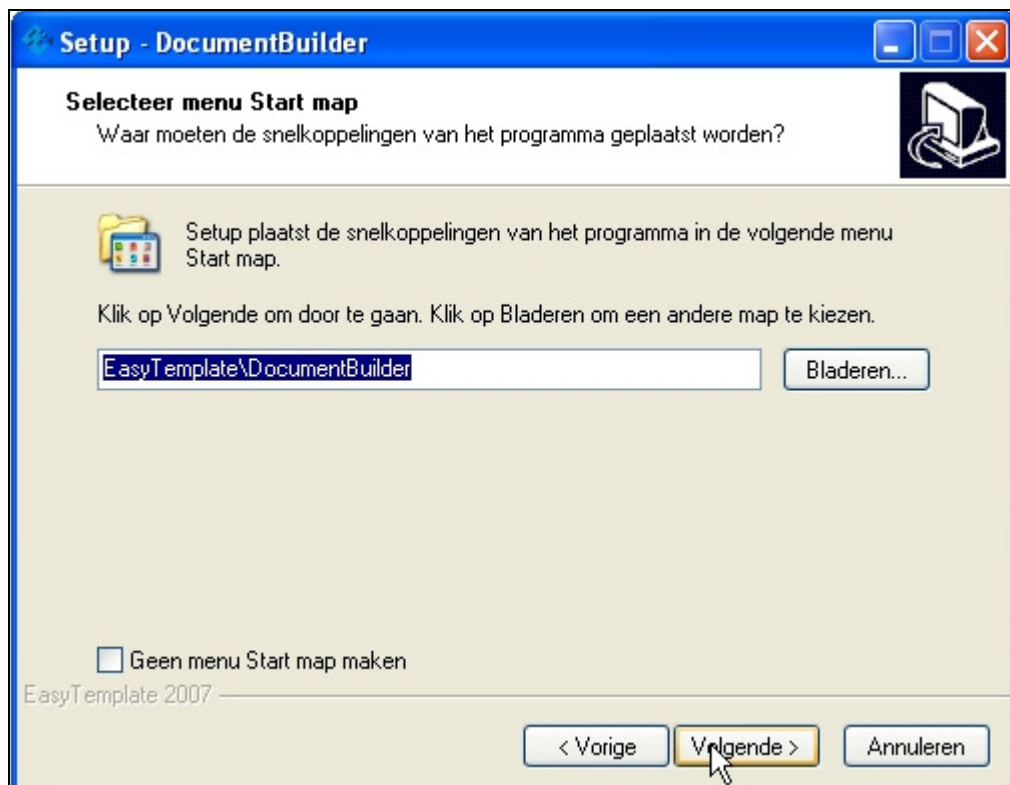 Setup - DocumentBuilder
Selecteer menu Start map
Waar moeten de snelkoppelingen van het programma geplaatst worden?
Setup plaatst de snelkoppelingen van het programma in de volgende menu
Start map.
Klik op Volgende om door te gaan. Klik op Bladeren om een andere map te kiezen.
EasyTemplate\DocumentBuilder
Bladeren...
Geen menu Start map maken
EasyTemplate 2007
< Vorige
Volgende >
Annuleren